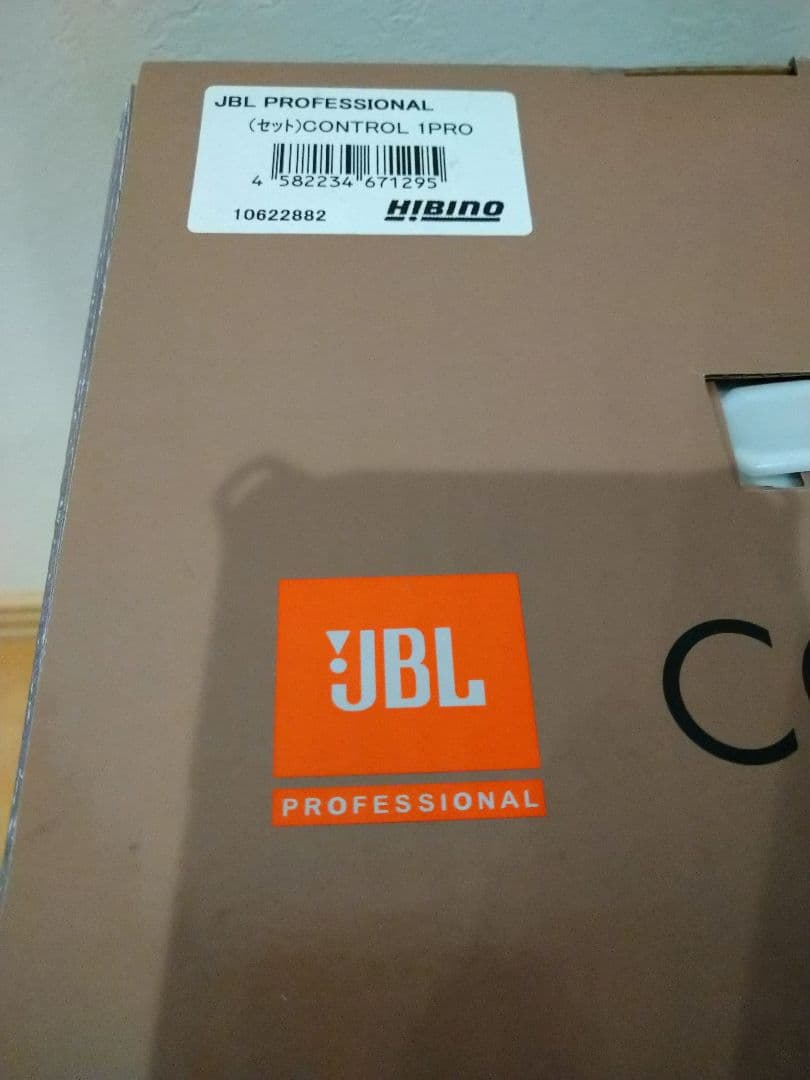 JBL PROFESSIONAL
(セット)CONTROL 1PRO
4 582234 671295
10622882 HIBINO
JBL
PROFESSIONAL